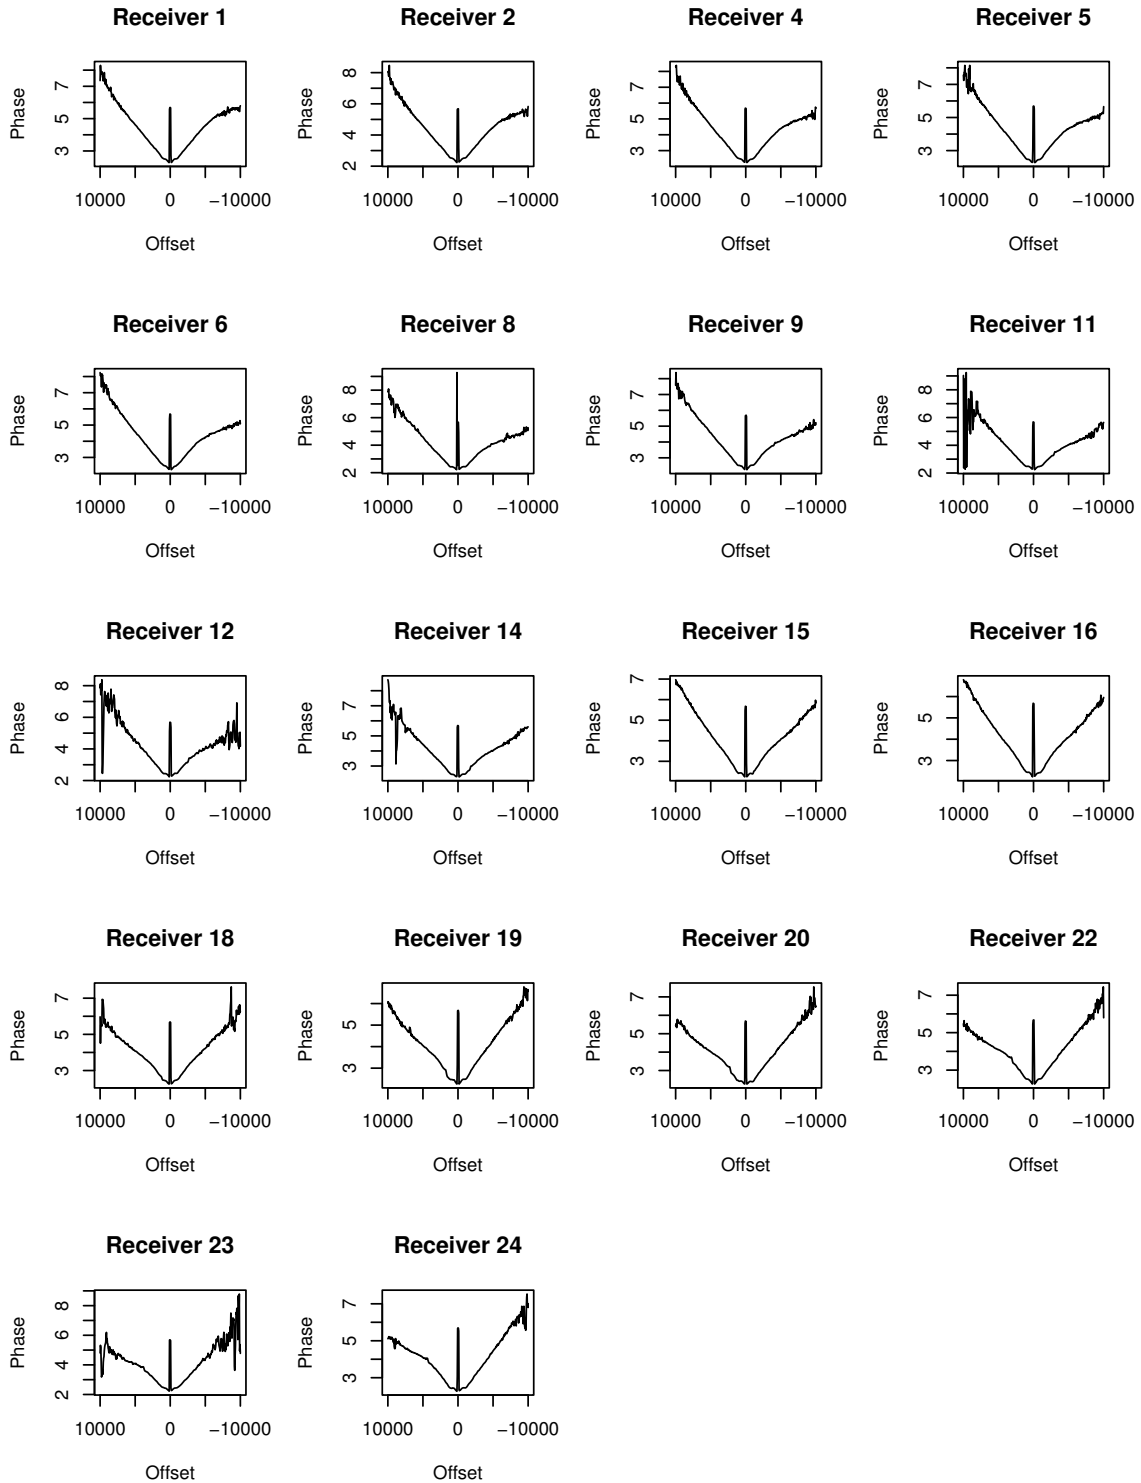 Receiver 1 Receiver 2 Receiver 4 Receiver 5
Phase 3 5 7 Phase 2 4 6 8 Phase 3 5 7 Phase 3 5 7
10000 0 −10000 10000 0 −10000 10000 0 −10000 10000 0 −10000
Offset Offset Offset Offset
Receiver 6 Receiver 8 Receiver 9 Receiver 11
Phase 3 5 7 Phase 2 4 6 8 Phase 3 5 7 Phase 2 4 6 8
10000 0 −10000 10000 0 −10000 10000 0 −10000 10000 0 −10000
Offset Offset Offset Offset
Receiver 12 Receiver 14 Receiver 15 Receiver 16
Phase 2 4 6 8 Phase 3 5 7 Phase 3 5 7 Phase 3 5
10000 0 −10000 10000 0 −10000 10000 0 −10000 10000 0 −10000
Offset Offset Offset Offset
Receiver 18 Receiver 19 Receiver 20 Receiver 22
Phase 3 5 7 Phase 3 5 Phase 3 5 7 Phase 3 5 7
10000 0 −10000 10000 0 −10000 10000 0 −10000 10000 0 −10000
Offset Offset Offset Offset
Receiver 23 Receiver 24
Phase 2 4 6 8 Phase 3 5 7
10000 0 −10000 10000 0 −10000
Offset Offset